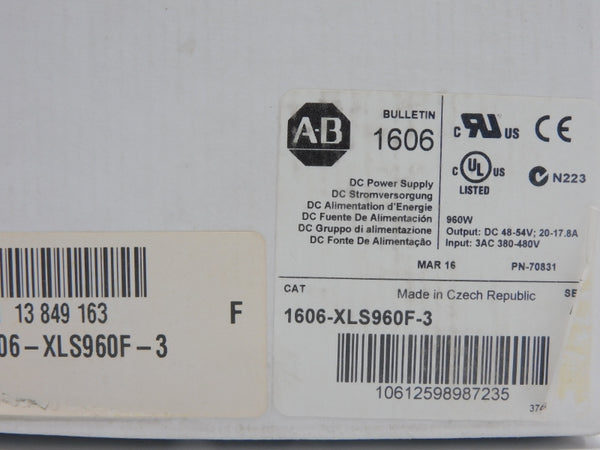 A-B
BULLETIN
1606
c RU US CE
c UL US
LISTED
N223
DC Power Supply
DC Stromversorgung
DC Alimentation d'Energie
DC Fuente De Alimentación
DC Gruppo di alimentazione
DC Fonte De Alimentação
960W
Output: DC 48-54V; 20-17.8A
Input: 3AC 380-480V
MAR 16
PN-70831
CAT
Made in Czech Republic
1606-XLS960F-3
10612598987235
13 849 163
F
06-XLS960F-3